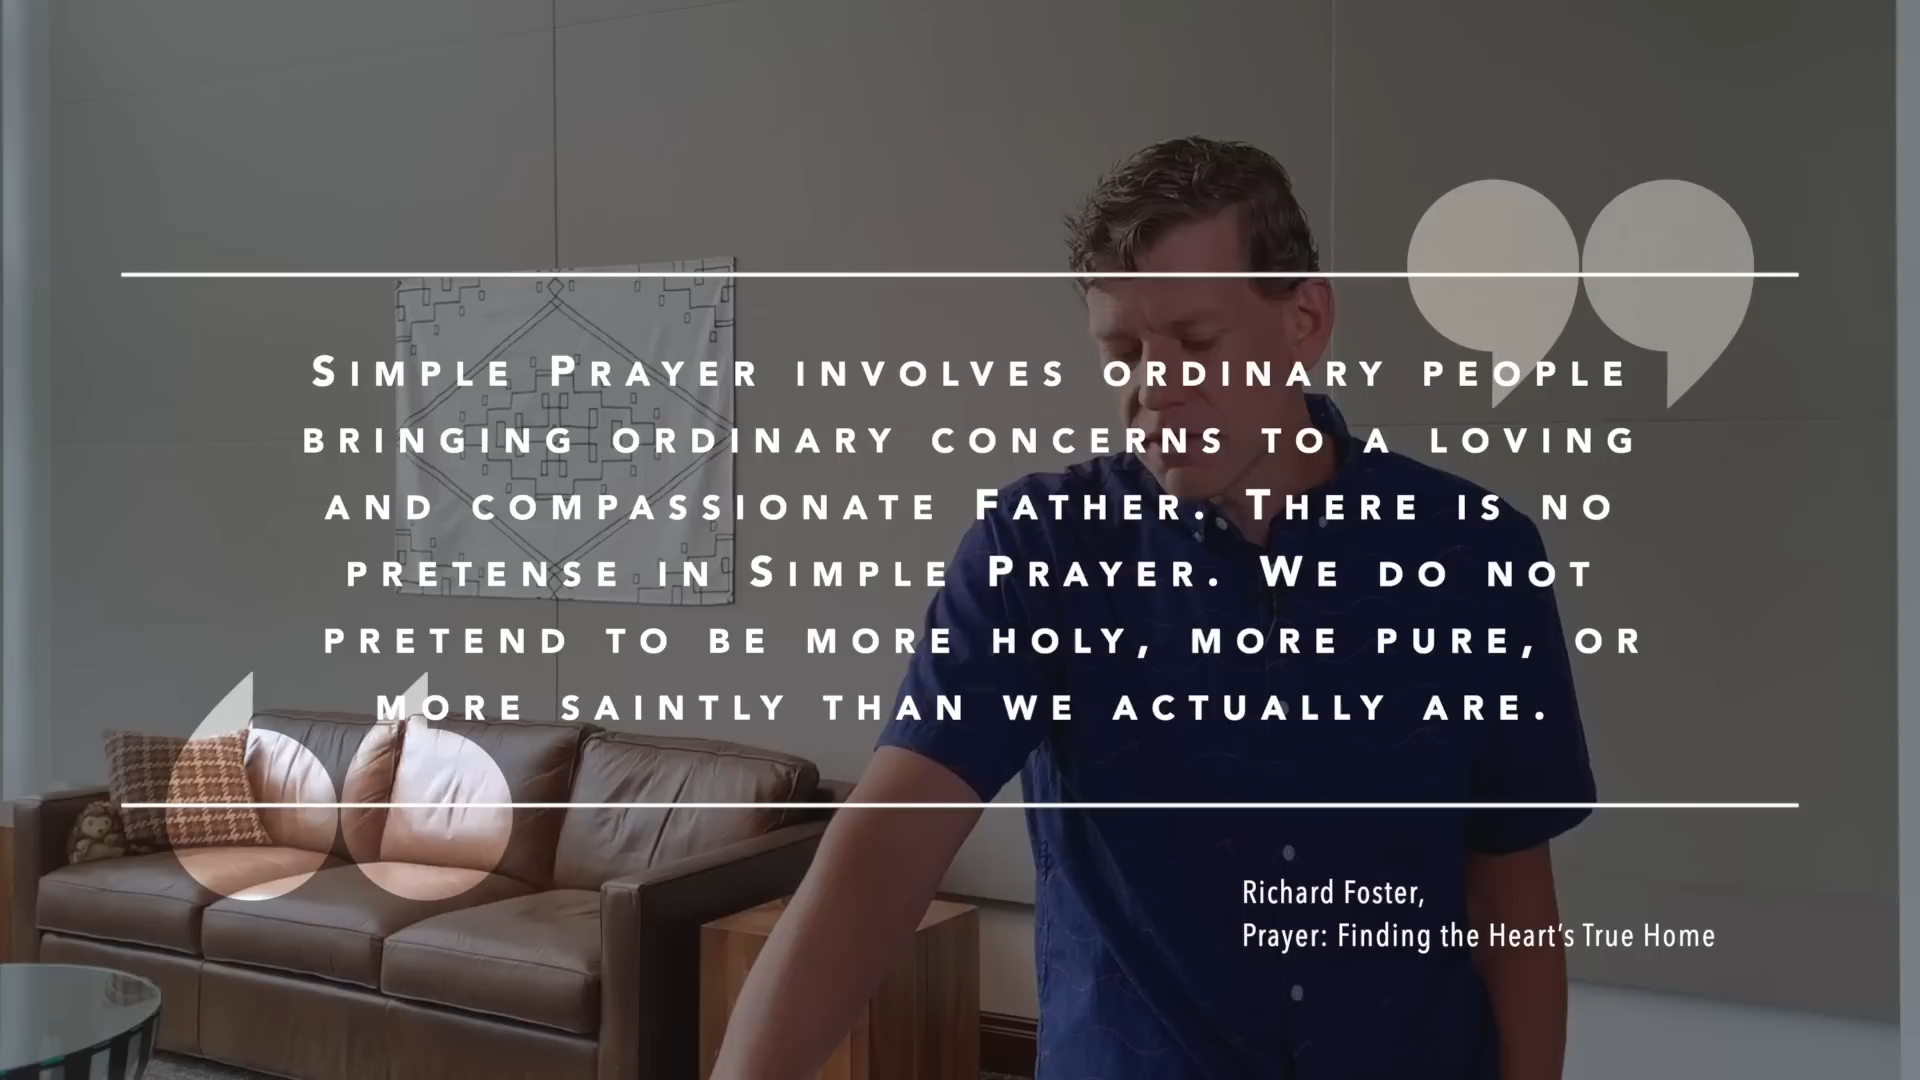 Simple Prayer involves ordinary people
bringing ordinary concerns to a loving
and compassionate Father. There is no
pretense in Simple Prayer. We do not
pretend to be more holy, more pure, or
more saintly than we actually are.
Richard Foster,
Prayer: Finding the Heart’s True Home